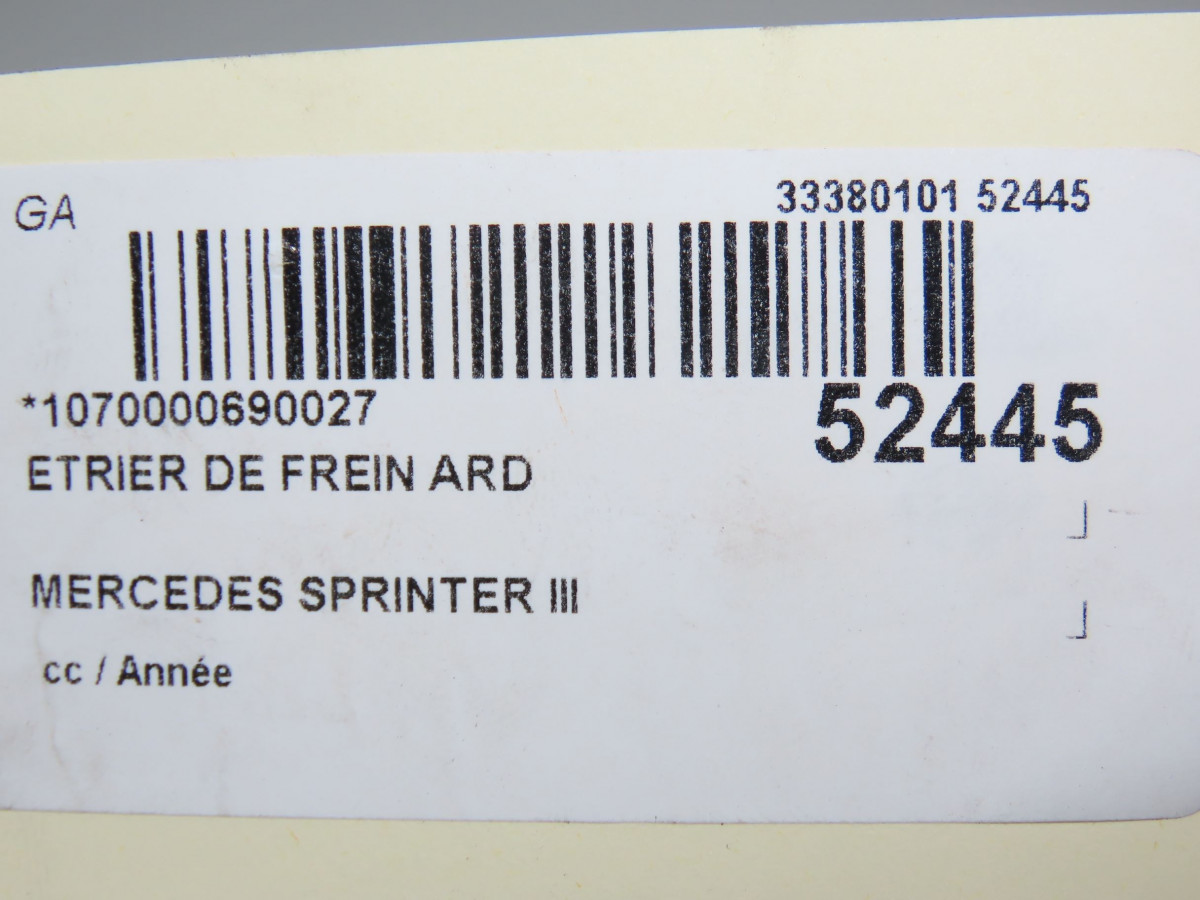 GA
33380101 52445
*1070000690027
52445
ETRIER DE FREIN ARD
MERCEDES SPRINTER III
cc / Année